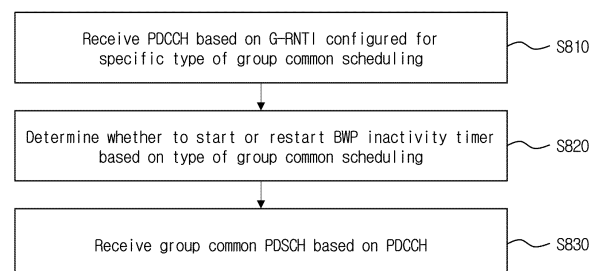 Receive PDCCH based on G-RNTI configured for
specific type of group common scheduling
S810
Determine whether to start or restart BWP inactivity timer
based on type of group common scheduling
S820
Receive group common PDSCH based on PDCCH
S830